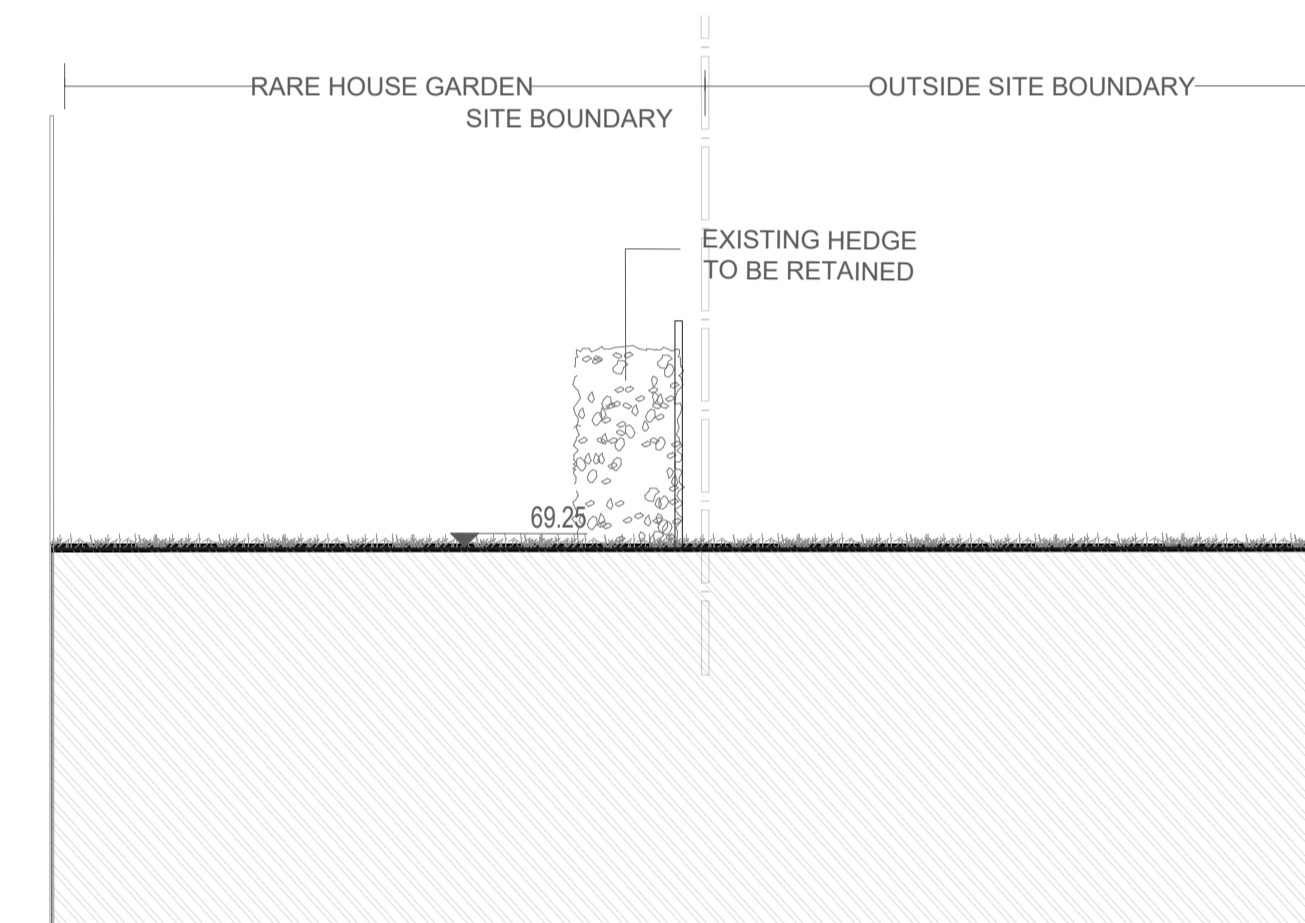 RARE HOUSE GARDEN
OUTSIDE SITE BOUNDARY
SITE BOUNDARY
EXISTING HEDGE
TO BE RETAINED
69.25